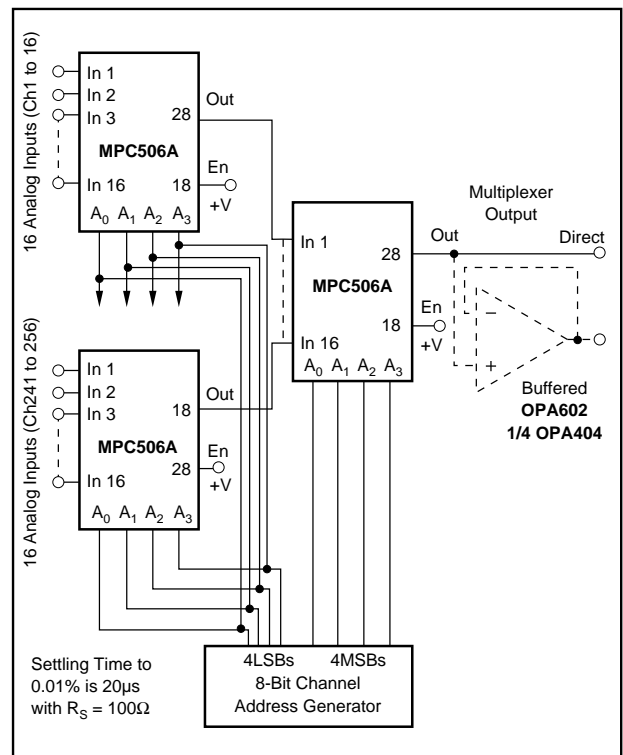 16 Analog Inputs (Ch1 to 16)
In 1
In 2
In 3
In 16
MPC506A
Out
28
En
18
+V
A0 A1 A2 A3
16 Analog Inputs (Ch241 to 256)
In 1
In 2
In 3
In 16
MPC506A
Out
18
En
28
+V
A0 A1 A2 A3
In 1
In 16
MPC506A
28
Out
En
18
+V
A0 A1 A2 A3
Multiplexer
Output
Direct
–
+
Buffered
OPA602
1/4 OPA404
Settling Time to
0.01% is 20µs
with RS = 100Ω
4LSBs 4MSBs
8-Bit Channel
Address Generator